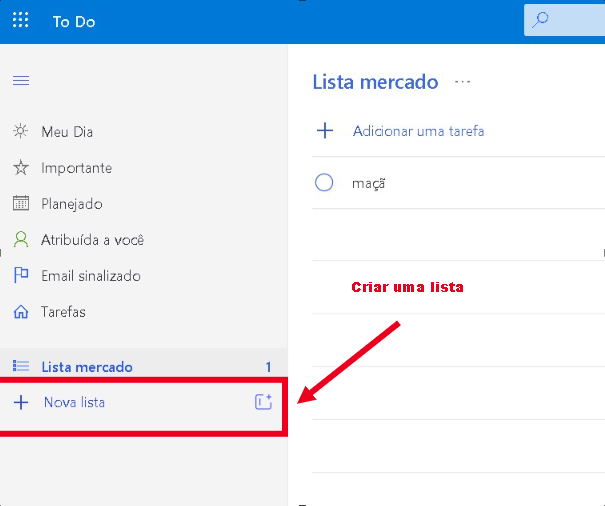 To Do
Lista mercado ...
Meu Dia
Adicionar uma tarefa
Importante
maçã
Planejado
Atribuída a você
Email sinalizado
Criar uma lista
Tarefas
Lista mercado 1
Nova lista